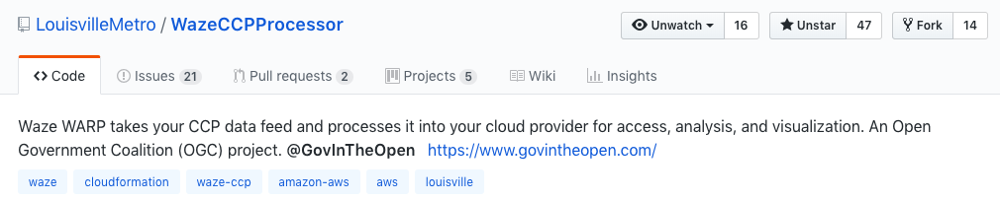 LouisvilleMetro / WazeCCPProcessor
Unwatch 16
Unstar 47
Fork 14
Code Issues 21 Pull requests 2 Projects 5 Wiki Insights
Waze WARP takes your CCP data feed and processes it into your cloud provider for access, analysis, and visualization. An Open
Government Coalition (OGC) project. @GovInTheOpen https://www.govintheopen.com/
waze cloudformation waze-ccp amazon-aws aws louisville